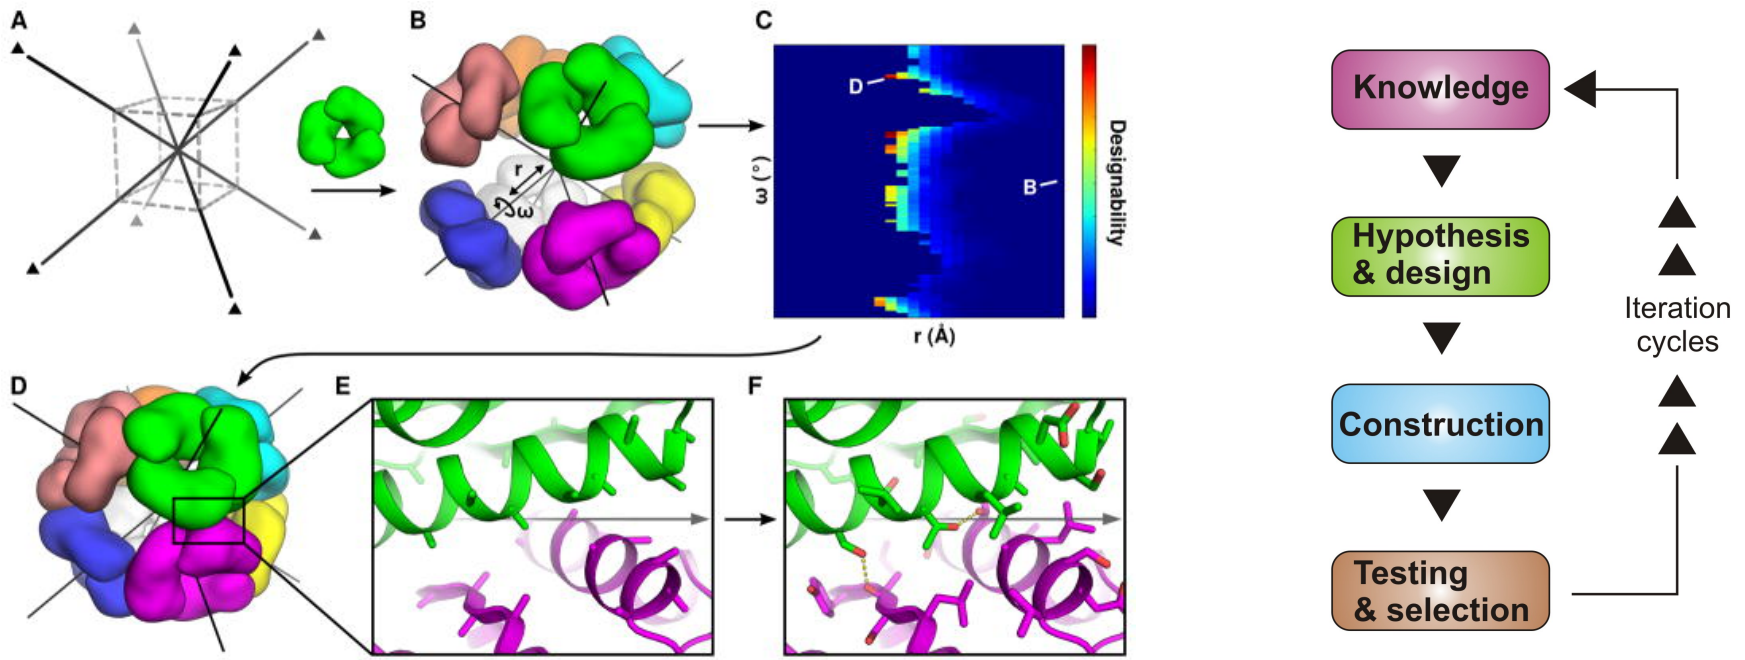 A
B
C
r
ω
D
B
ω (°)
r (Å)
Designability
D
E
F
Knowledge
Hypothesis
& design
Construction
Testing
& selection
Iteration
cycles